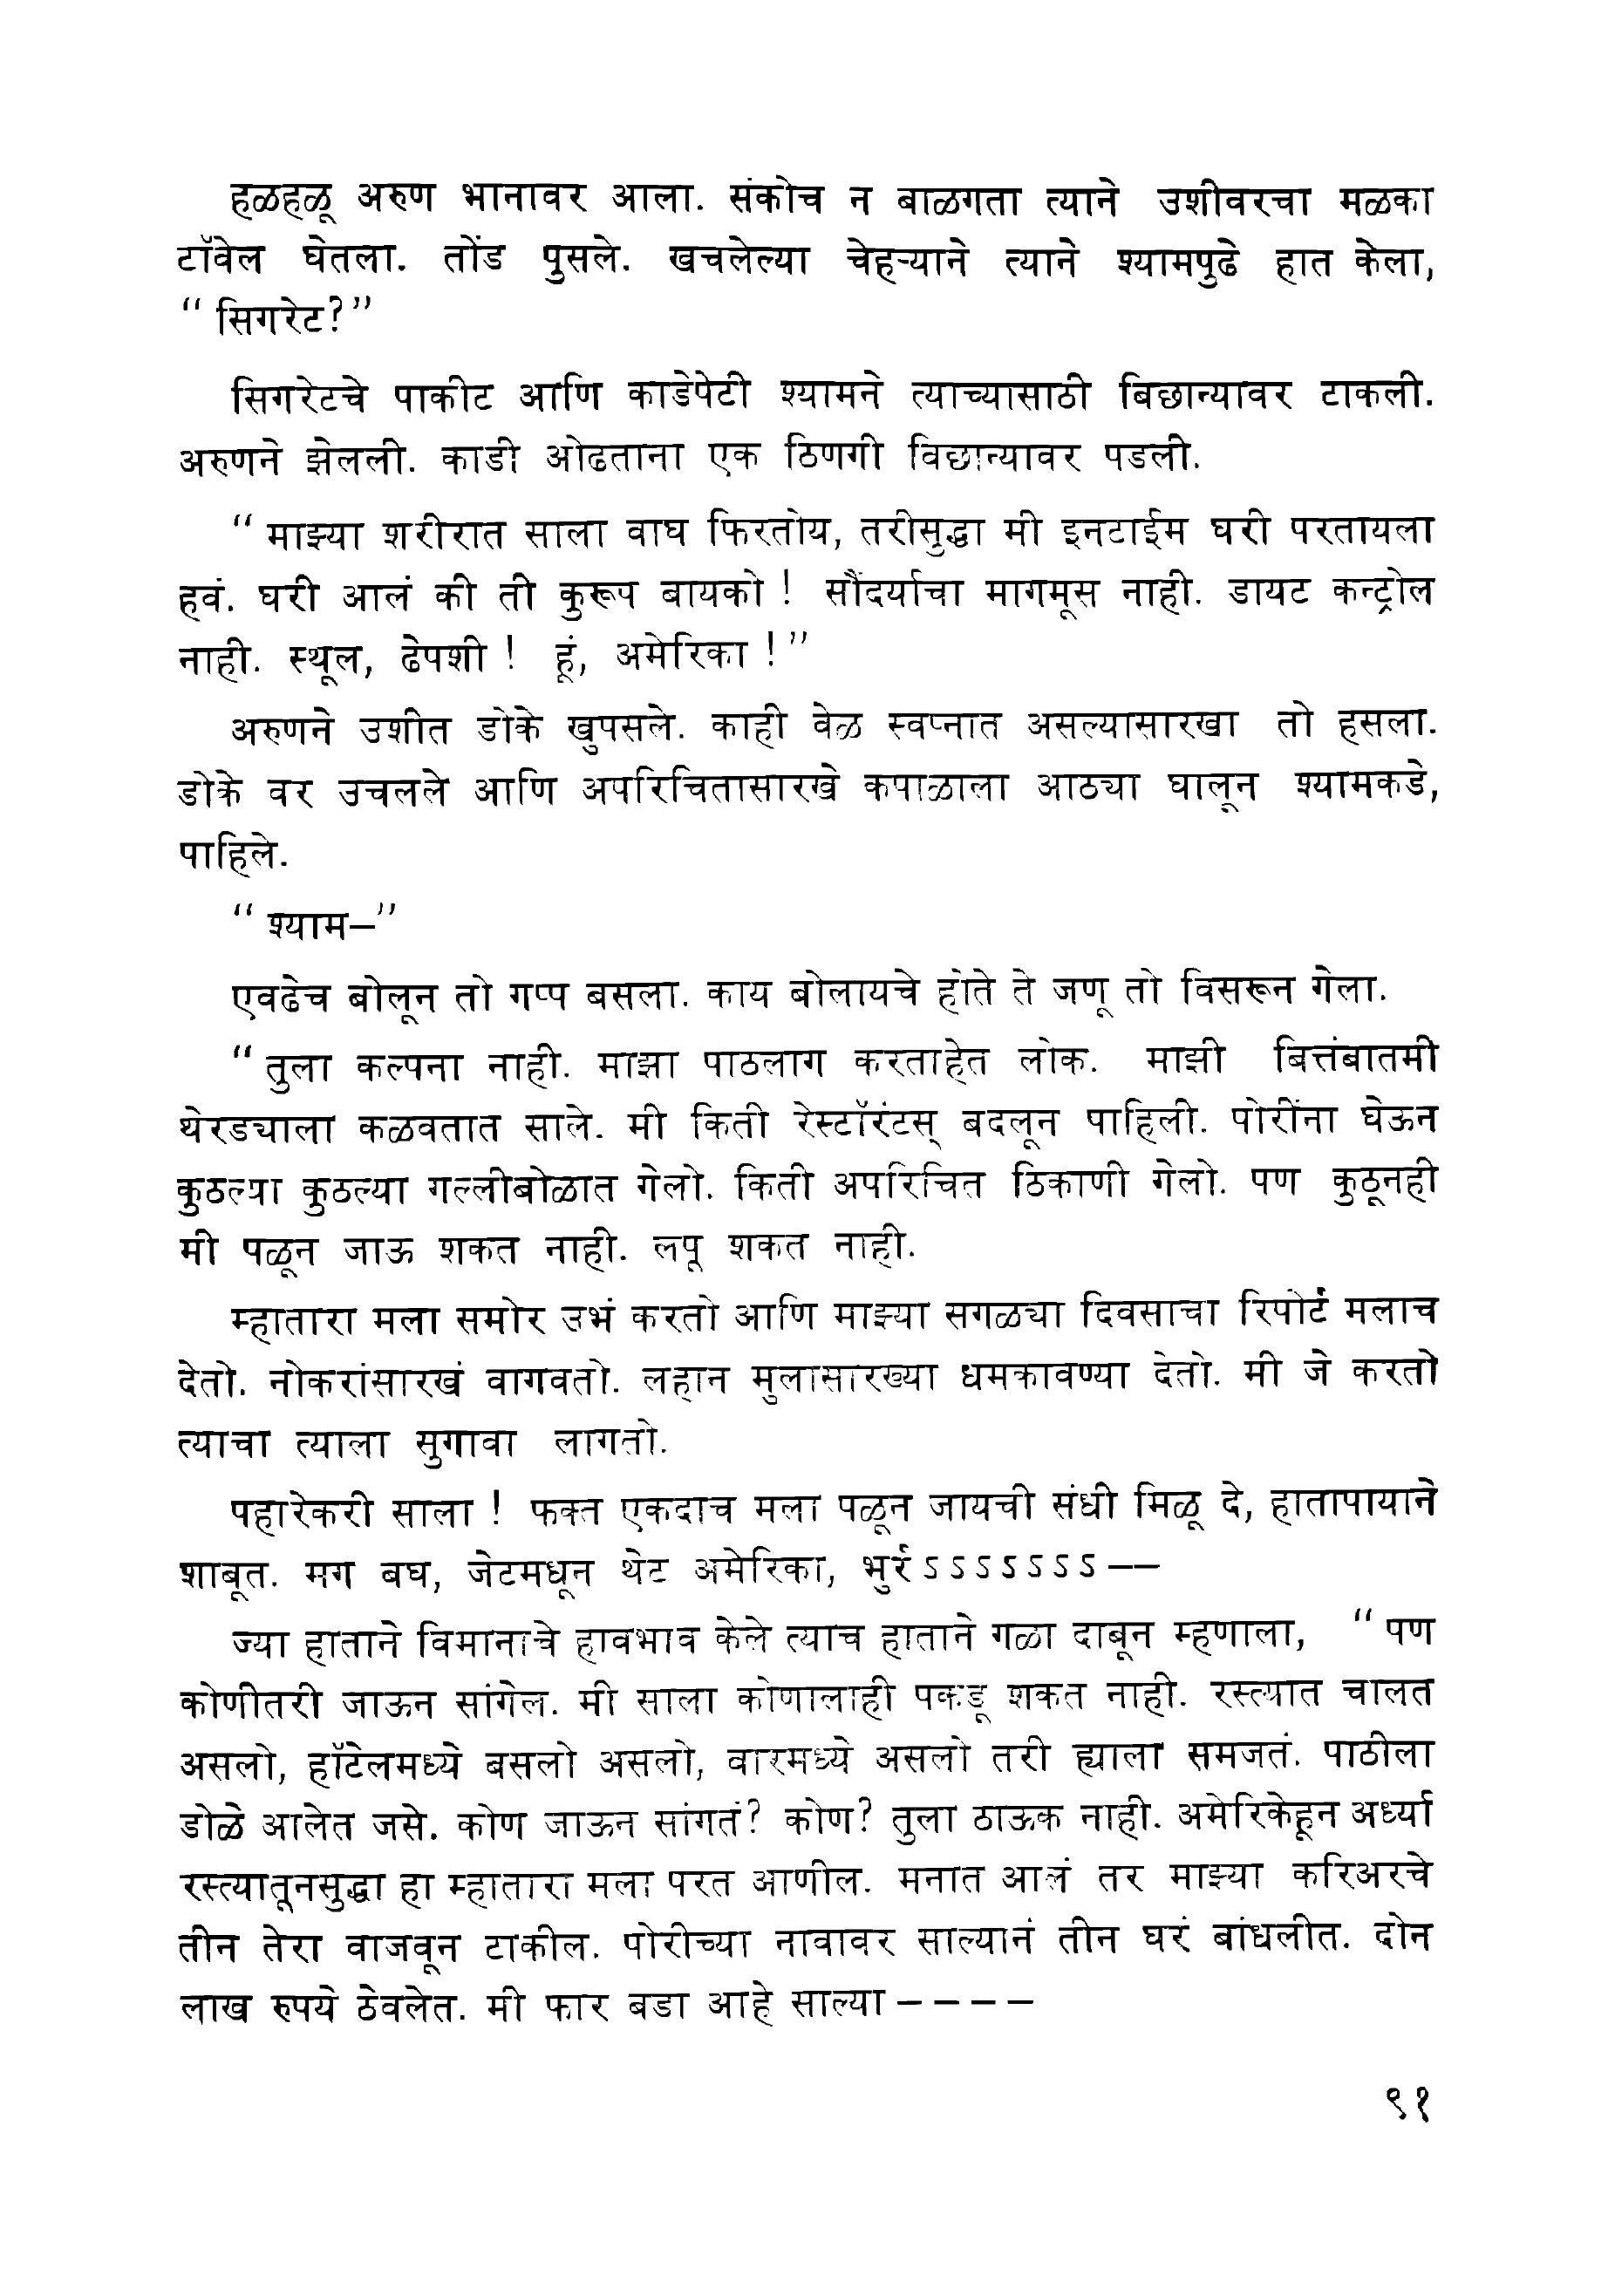 हळहळू अरुण भानावर आला. संकोच न बाळगता त्याने उशीवरचा मळका
टॉवेल घेतला. तोंड पुसले. खचलेल्या चेहऱ्याने त्याने श्यामपुढे हात केला,
“ सिगरेट?”
सिगरेटचे पाकीट आणि काडेपेटी श्यामने त्याच्यासाठी बिछान्यावर टाकली.
अरुणने झेलली. काडी ओढताना एक ठिणगी विछान्यावर पडली.
“ माझ्या शरीरात साला वाघ फिरतोय, तरीसुद्धा मी इनटाईम घरी परतायला
हवं. घरी आलं की ती कुरूप बायको ! सौंदर्याचा मागमूस नाही. डायट कन्ट्रोल
नाही. स्थूल, ढेपशी ! हूं, अमेरिका !”
अरुणने उशीत डोके खुपसले. काही वेळ स्वप्नात असल्यासारखा तो हसला.
डोके वर उचलले आणि अपरिचितासारखे कपाळाला आठ्या घालून श्यामकडे,
पाहिले.
“ श्याम–”
एवढेच बोलून तो गप्प बसला. काय बोलायचे होते ते जणू तो विसरून गेला.
“ तुला कल्पना नाही. माझा पाठलाग करताहेत लोक. माझी बित्तंबातमी
थेरड्याला कळवतात साले. मी किती रेस्टॉरंटस् बदलून पाहिली. पोरींना घेऊन
कुठल्या कुठल्या गल्लीबोळात गेलो. किती अपरिचित ठिकाणी गेलो. पण कुठूनही
मी पळून जाऊ शकत नाही. लपू शकत नाही.
म्हातारा मला समोर उभं करतो आणि माझ्या सगळ्या दिवसाचा रिपोर्ट मलाच
देतो. नोकरांसारखं वागवतो. लहान मुलासारख्या धमकावण्या देतो. मी जे करतो
त्याचा त्याला सुगावा लागतो.
पहारेकरी साला ! फक्त एकदाच मला पळून जायची संधी मिळू दे, हातापायाने
शाबूत. मग बघ, जेटमधून थेट अमेरिका, भुर्र ऽ ऽ ऽ ऽ ऽ ऽ ऽ ––
ज्या हाताने विमानाचे हावभाव केले त्याच हाताने गळा दाबून म्हणाला, “ पण
कोणीतरी जाऊन सांगेल. मी साला कोणालाही पकडू शकत नाही. रस्त्यात चालत
असलो, हॉटेलमध्ये बसलो असलो, वारमध्ये असलो तरी ह्याला समजतं. पाठीला
डोळे आलेत जसे. कोण जाऊन सांगतं? कोण? तुला ठाऊक नाही. अमेरिकेहून अर्ध्या
रस्त्यातूनसुद्धा हा म्हातारा मला परत आणील. मनात आलं तर माझ्या करिअरचे
तीन तेरा वाजवून टाकील. पोरीच्या नावावर साल्यानं तीन घरं बांधलीत. दोन
लाख रुपये ठेवलेत. मी फार बडा आहे साल्या – – – –
९१